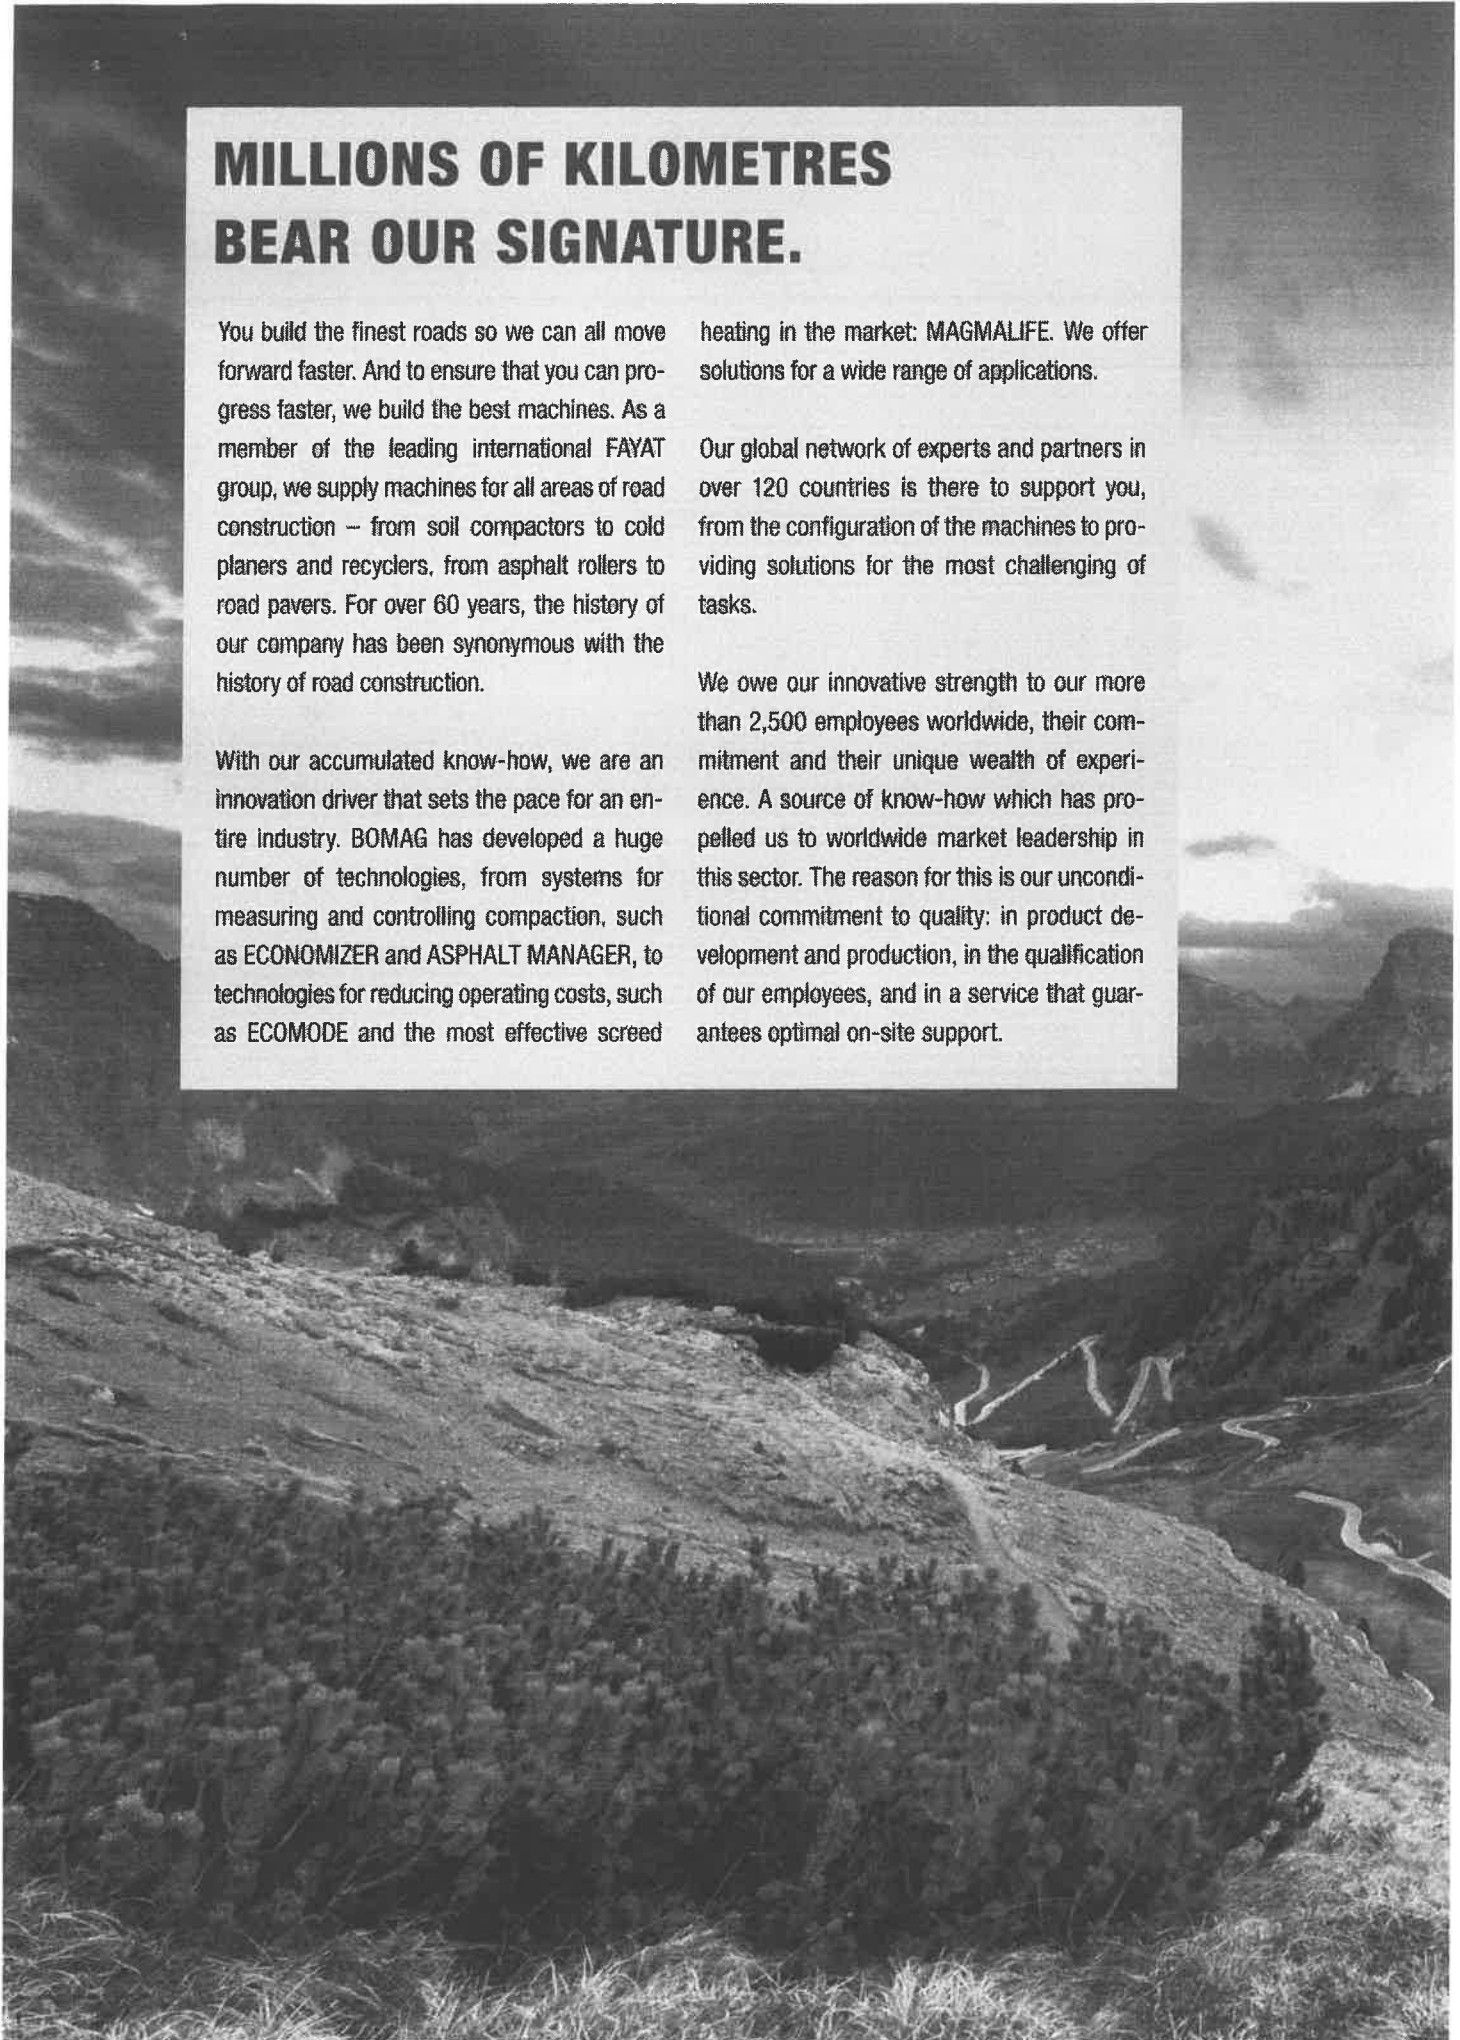 MILLIONS OF KILOMETRES
BEAR OUR SIGNATURE.
You build the finest roads so we can all move
forward faster. And to ensure that you can pro-
gress faster, we build the best machines. As a
member of the leading international FAYAT
group, we supply machines for all areas of road
construction – from soil compactors to cold
planers and recyclers, from asphalt rollers to
road pavers. For over 60 years, the history of
our company has been synonymous with the
history of road construction.
With our accumulated know-how, we are an
innovation driver that sets the pace for an en-
tire industry. BOMAG has developed a huge
number of technologies, from systems for
measuring and controlling compaction, such
as ECONOMIZER and ASPHALT MANAGER, to
technologies for reducing operating costs, such
as ECOMODE and the most effective screed
heating in the market: MAGMALIFE. We offer
solutions for a wide range of applications.
Our global network of experts and partners in
over 120 countries is there to support you,
from the configuration of the machines to pro-
viding solutions for the most challenging of
tasks.
We owe our innovative strength to our more
than 2,500 employees worldwide, their com-
mitment and their unique wealth of experi-
ence. A source of know-how which has pro-
pelled us to worldwide market leadership in
this sector. The reason for this is our uncondi-
tional commitment to quality: in product de-
velopment and production, in the qualification
of our employees, and in a service that guar-
antees optimal on-site support.